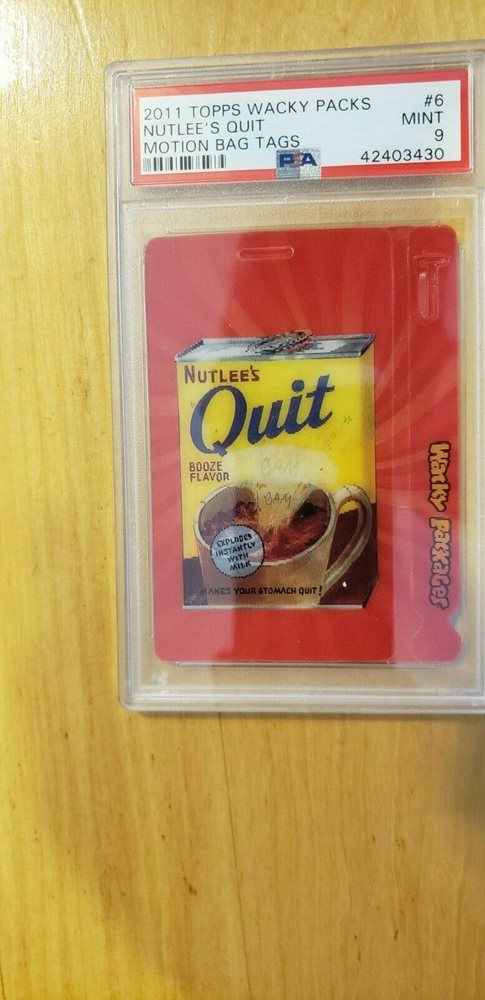 2011 TOPPS WACKY PACKS #6
NUTLEE'S QUIT MINT
MOTION BAG TAGS 9
PSA 42403430
NUTLEE'S
Quit
BOOZE
FLAVOR
BAM
BAM
EXPLODES
INSTANTLY
WITH
MILK
MAKES YOUR STOMACH QUIT!
Wacky Packages